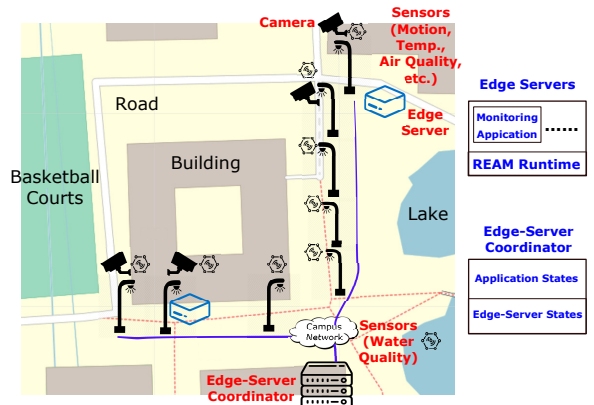 Camera
Sensors
(Motion,
Temp.,
Air Quality,
etc.)
Road
Edge
Server
Building
Basketball
Courts
Lake
Campus
Network
Sensors
(Water
Quality)
Edge-Server
Coordinator
Edge Servers
Monitoring
Appication
......
REAM Runtime
Edge-Server
Coordinator
Application States
Edge-Server States